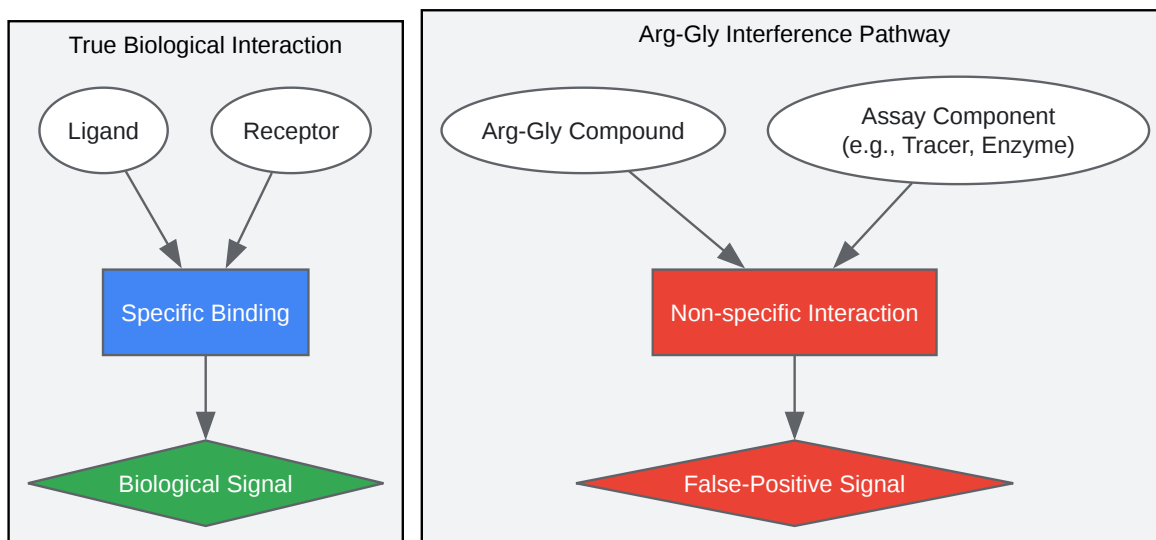 True Biological Interaction
Ligand
Receptor
Specific Binding
Biological Signal
Arg-Gly Interference Pathway
Arg-Gly Compound
Assay Component
(e.g., Tracer, Enzyme)
Non-specific Interaction
False-Positive Signal